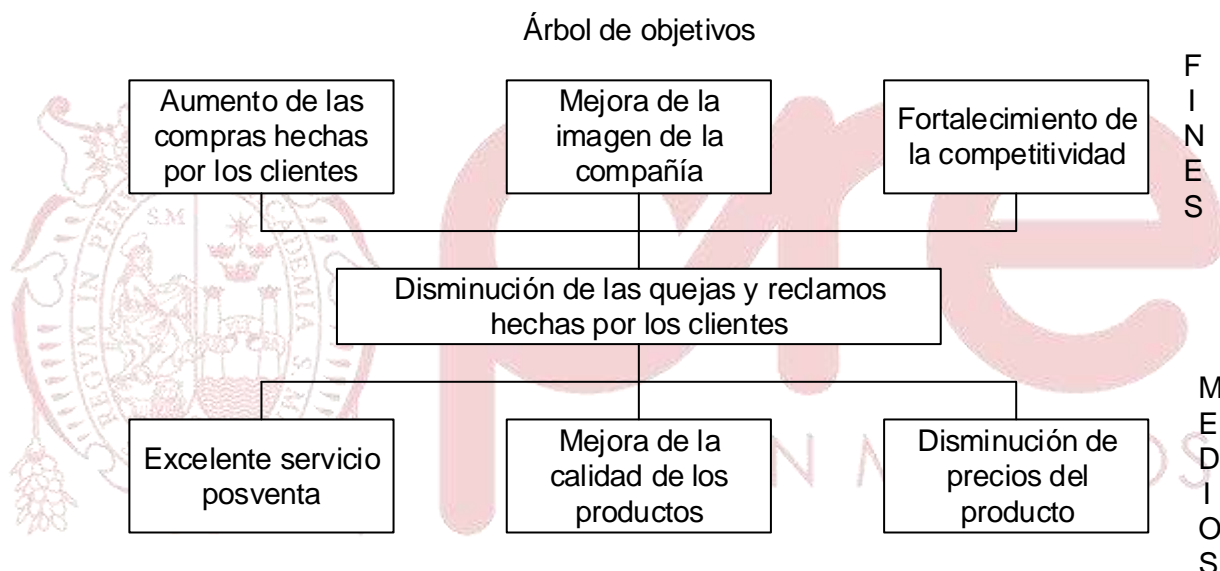 Árbol de objetivos
Aumento de las
compras hechas
por los clientes
Mejora de la
imagen de la
compañía
Fortalecimiento de
la competitividad
F
I
N
E
S
Disminución de las quejas y reclamos
hechas por los clientes
Excelente servicio
posventa
Mejora de la
calidad de los
productos
Disminución de
precios del
producto
M
E
D
I
O
S